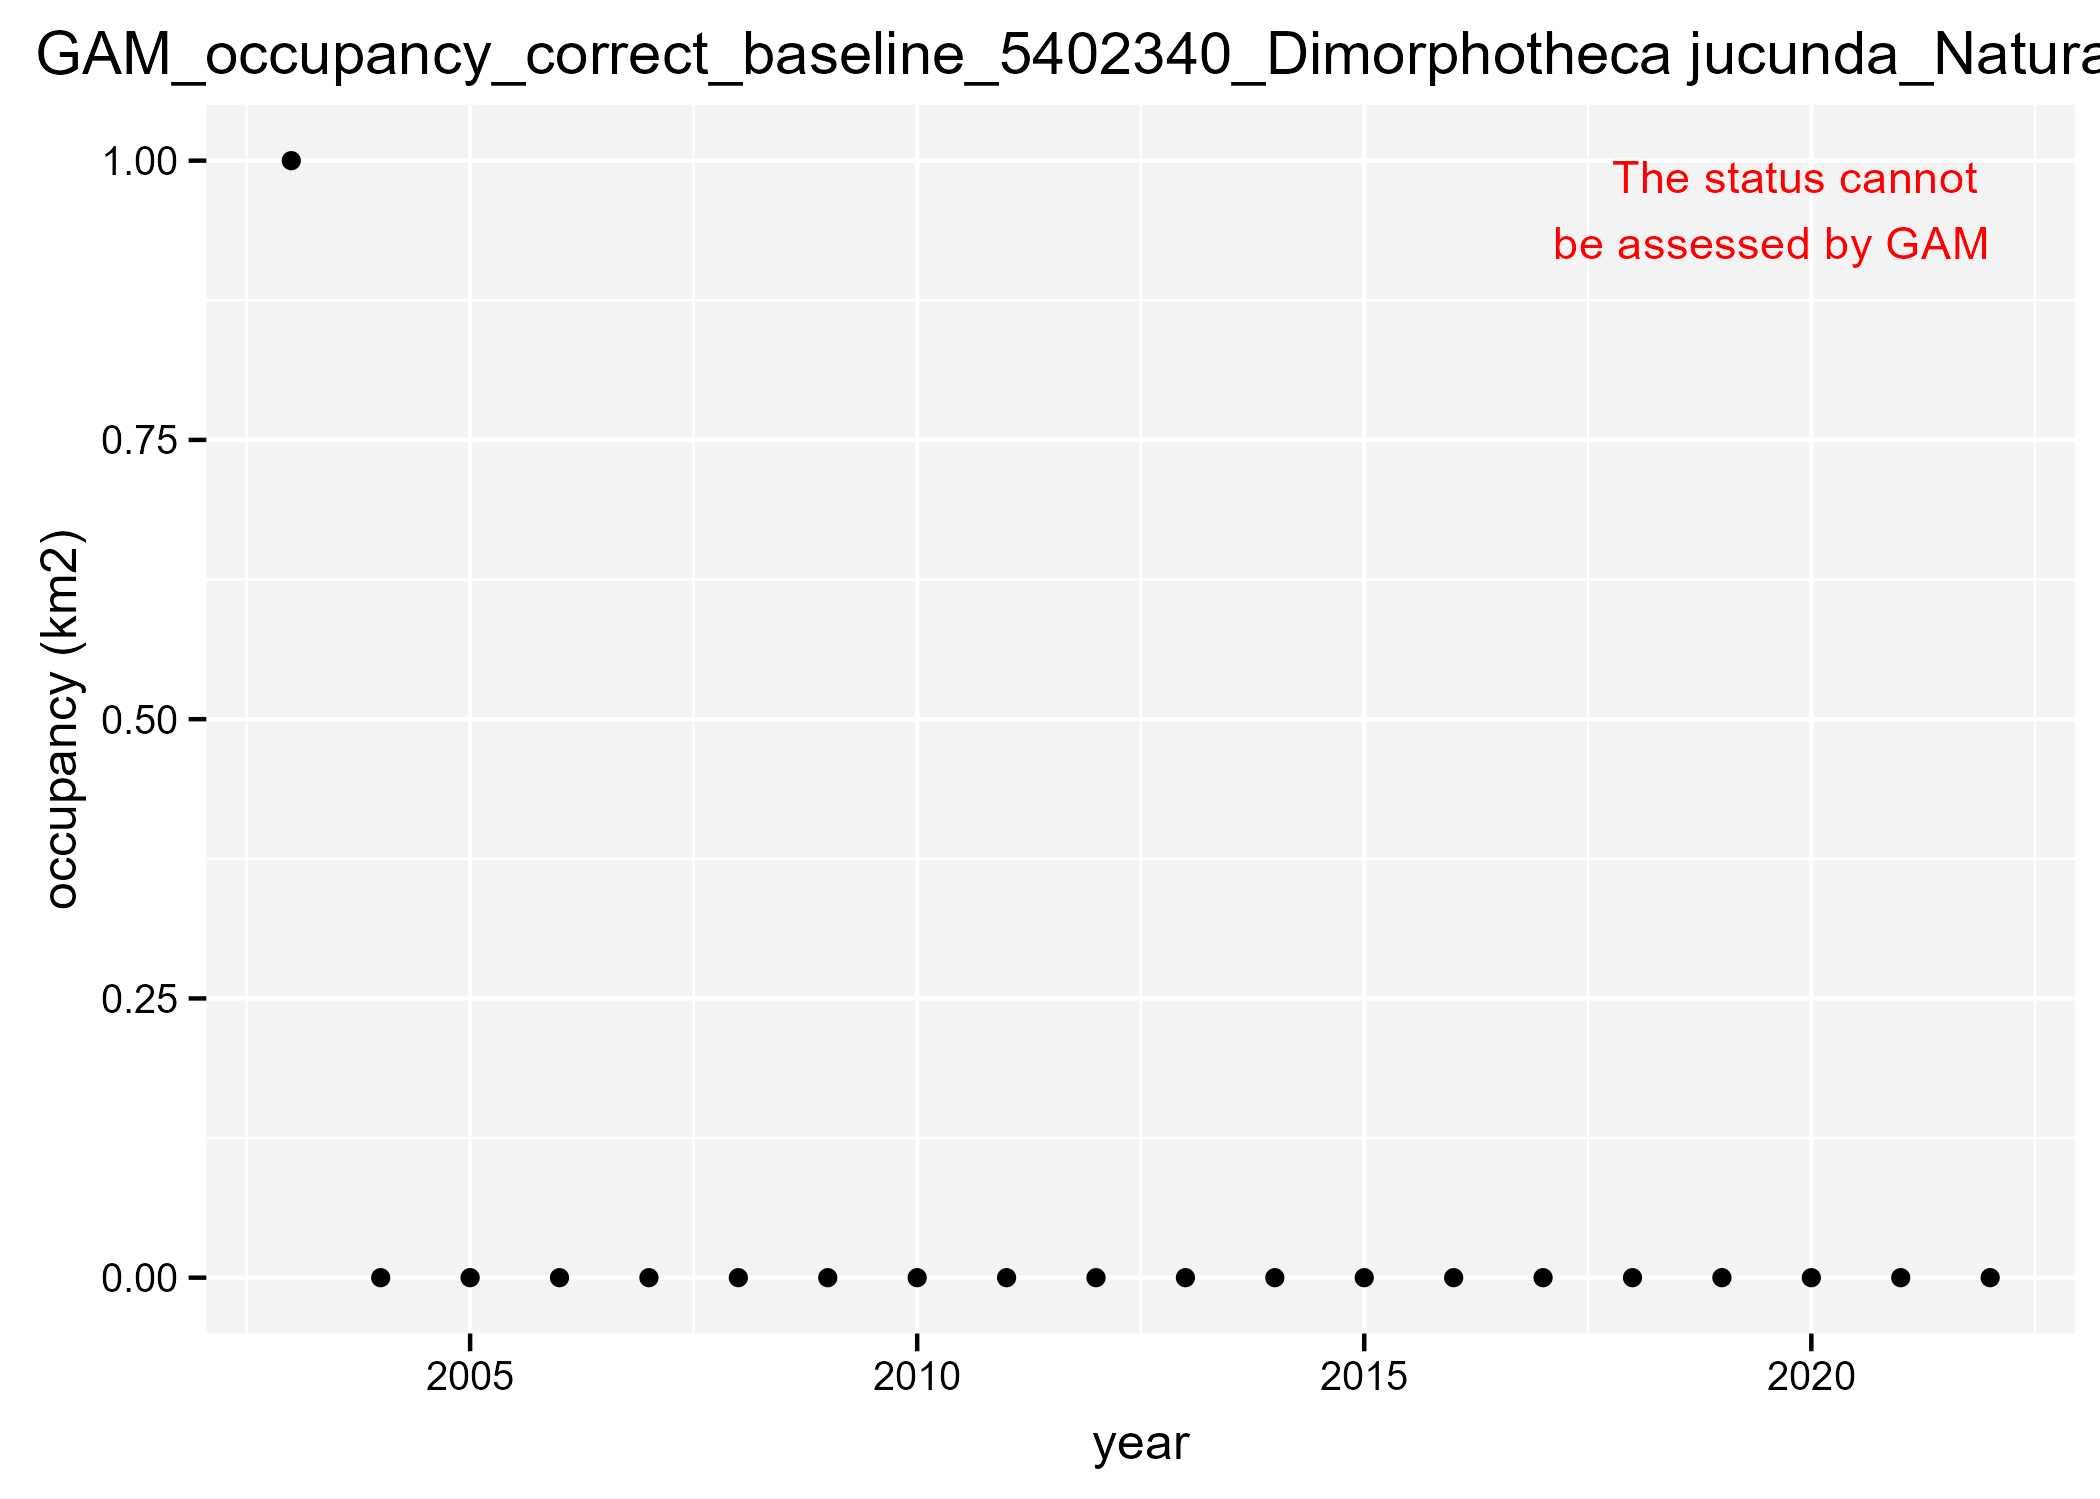 GAM_occupancy_correct_baseline_5402340_Dimorphotheca jucunda_Natura
1.00
The status cannot
be assessed by GAM
0.75
0.50
0.25
0.00
occupancy (km2)
2005 2010 2015 2020
year